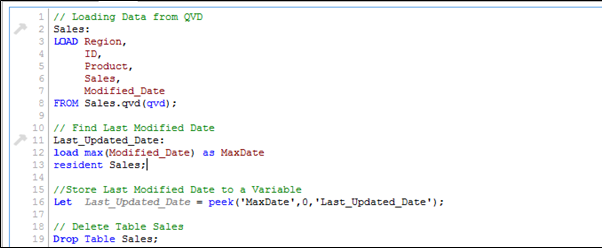 1 // Loading Data from QVD
2 Sales:
3 LOAD Region,
4 ID,
5 Product,
6 Sales,
7 Modified_Date
8 FROM Sales.qvd(qvd);
9
10 // Find Last Modified Date
11 Last_Updated_Date:
12 load max(Modified_Date) as MaxDate
13 resident Sales;
14
15 //Store Last Modified Date to a Variable
16 Let Last_Updated_Date = peek('MaxDate',0,'Last_Updated_Date');
17
18 // Delete Table Sales
19 Drop Table Sales;